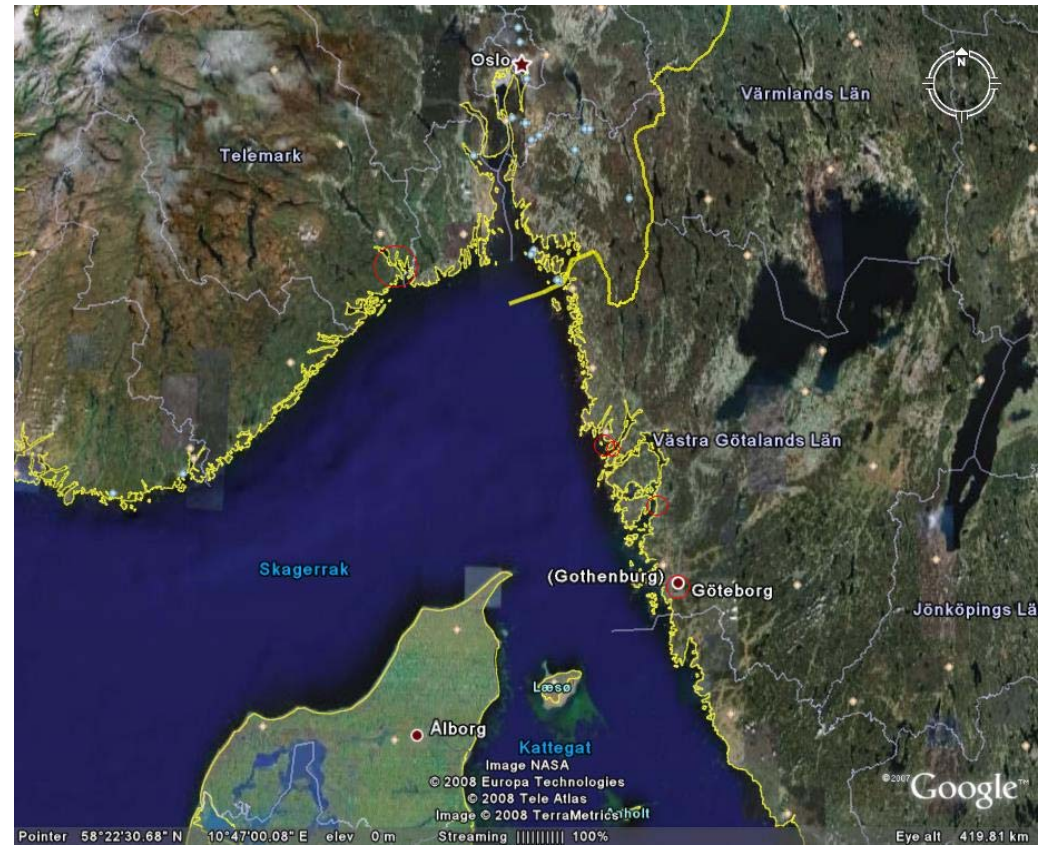 Oslo
N
Värmlands Län
Telemark
Västra Götalands Län
Skagerrak
(Gothenburg)
Göteborg
Jönköpings Lä
Læsø
Ålborg
Kattegat
Image NASA
© 2008 Europa Technologies
© 2008 Tele Atlas
Image © 2008 TerraMetrics
nholt
©2007 Google™
Pointer 58°22'30.68" N 10°47'00.08" E elev 0 m Streaming |||||||||| 100% Eye alt 419.81 km